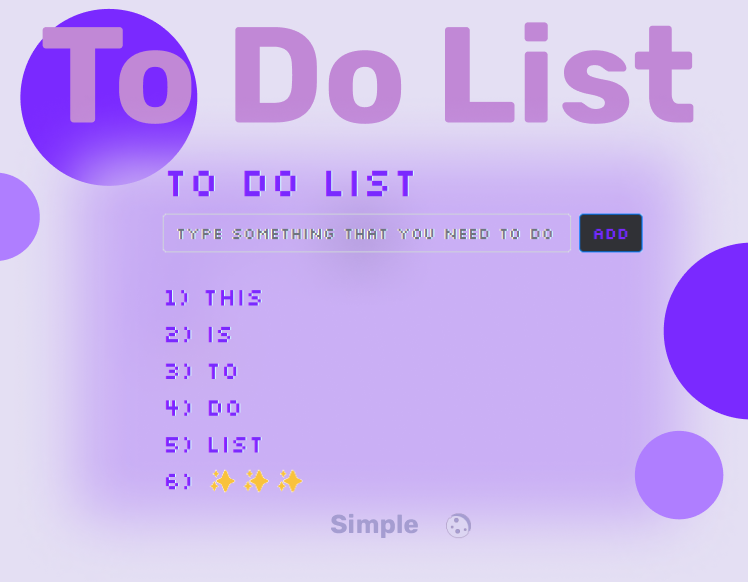 To Do List
TO DO LIST
TYPE SOMETHING THAT YOU NEED TO DO ADD
1) THIS
2) IS
3) TO
4) DO
5) LIST
6) ✨✨✨
Simple